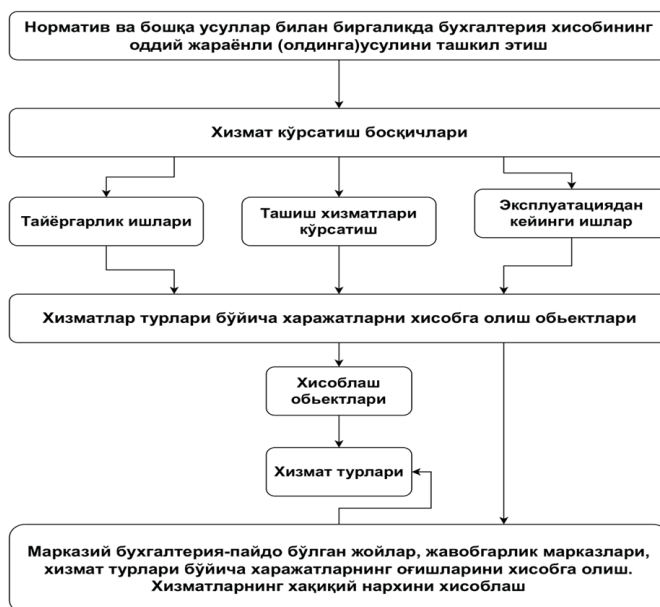 Норматив ва бошқа усуллар билан биргаликда бухгалтерия хисобининг
оддий жараёнли (олдинга)усулини ташкил этиш
Хизмат кўрсатиш босқичлари
Тайёргарлик ишлари
Ташиш хизматлари
кўрсатиш
Эксплуатациядан
кейинги ишлар
Хизматлар турлари бўйича харажатларни хисобга олиш обьектлари
Хисоблаш
обьектлари
Хизмат турлари
Марказий бухгалтерия-пайдо бўлган жойлар, жавобгарлик марказлари,
хизмат турлари бўйича харажатларнинг оғишларини хисобга олиш.
Хизматларнинг хақиқий нархини хисоблаш